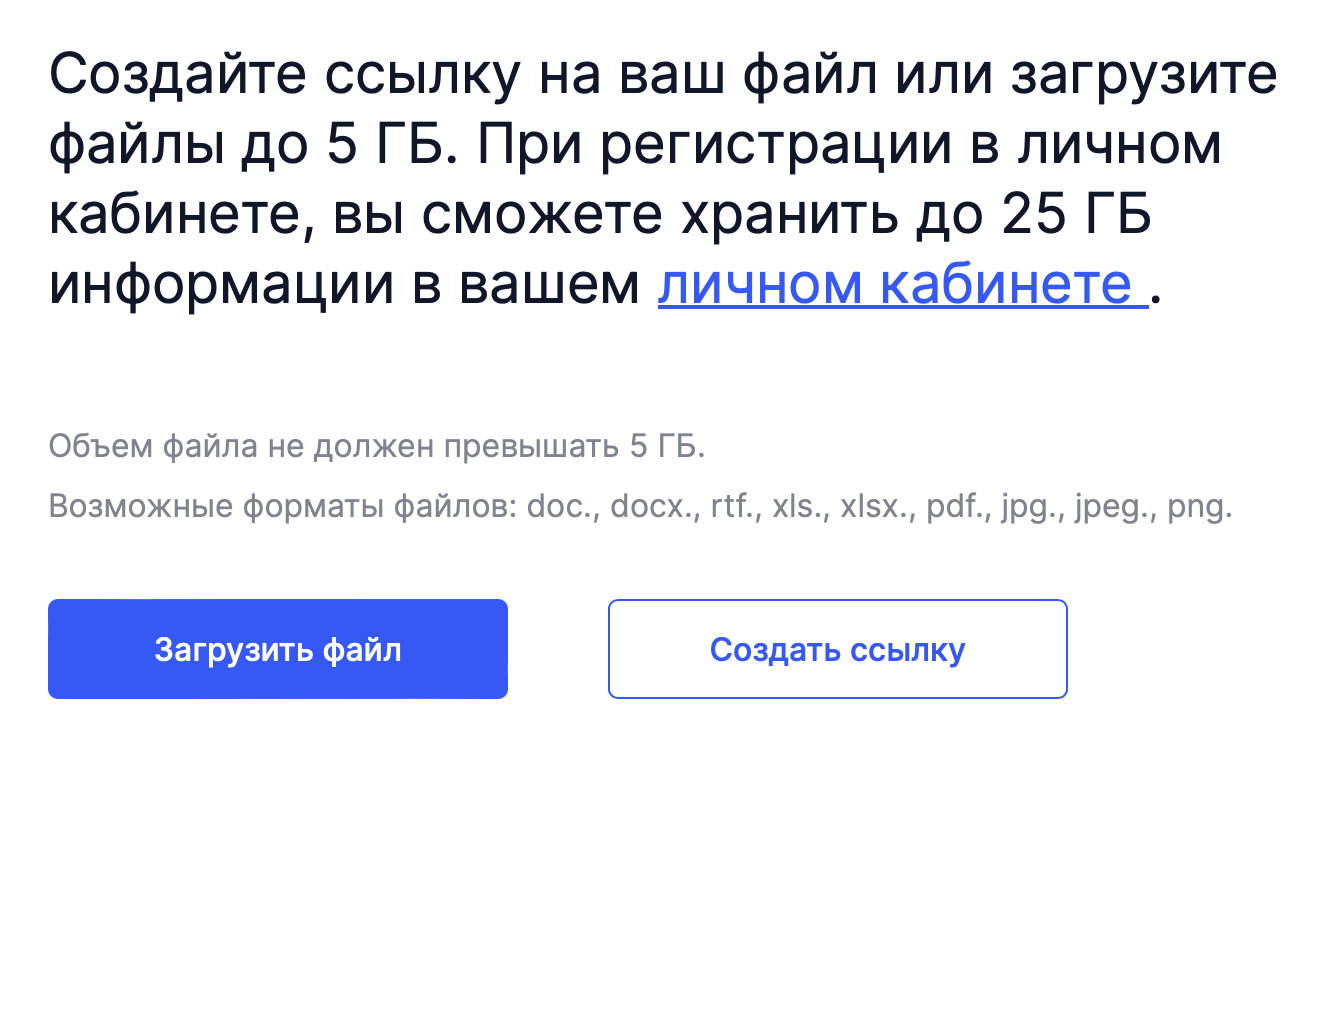 Создайте ссылку на ваш файл или загрузите
файлы до 5 ГБ. При регистрации в личном
кабинете, вы сможете хранить до 25 ГБ
информации в вашем личном кабинете .
Объем файла не должен превышать 5 ГБ.
Возможные форматы файлов: doc., docx., rtf., xls., xlsx., pdf., jpg., jpeg., png.
Загрузить файл
Создать ссылку